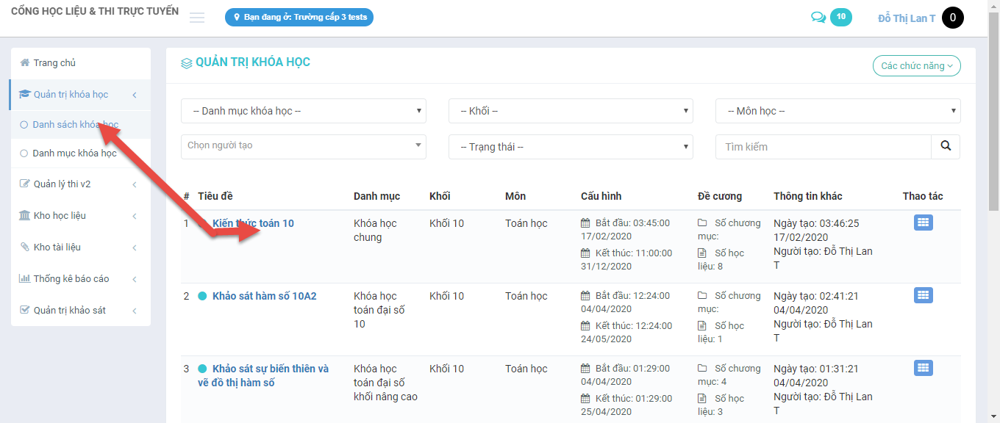 CỔNG HỌC LIỆU & THI TRỰC TUYẾN
Bạn đang ở: Trường cấp 3 tests
10
Đỗ Thị Lan T
0
Trang chủ
Quản trị khóa học
Danh sách khóa học
Danh mục khóa học
Quản lý thi v2
Kho học liệu
Kho tài liệu
Thống kê báo cáo
Quản trị khảo sát
QUẢN TRỊ KHÓA HỌC
Các chức năng
-- Danh mục khóa học --
-- Khối --
-- Môn học --
Chọn người tạo
-- Trạng thái --
Tìm kiếm
# Tiêu đề Danh mục Khối Môn Cấu hình Đề cương Thông tin khác Thao tác
1 Kiến thức toán 10 Khóa học Khối 10 Toán học Bắt đầu: 03:45:00 Số chương Ngày tạo: 03:46:25
chung 17/02/2020 mục: 17/02/2020
Kết thúc: 11:00:00 Số học Người tạo: Đỗ Thị Lan
31/12/2020 liệu: 8 T
2 Khảo sát hàm số 10A2 Khóa học Khối 10 Toán học Bắt đầu: 12:24:00 Số chương Ngày tạo: 02:41:21
toán đại số 04/04/2020 mục: 04/04/2020
10 Kết thúc: 12:24:00 Số học Người tạo: Đỗ Thị Lan
24/05/2020 liệu: 1 T
3 Khảo sát sự biến thiên và Khóa học Khối 10 Toán học Bắt đầu: 01:29:00 Số chương Ngày tạo: 01:31:21
vẽ đồ thị hàm số toán đại số 04/04/2020 mục: 4 04/04/2020
khối nâng cao Kết thúc: 01:29:00 Số học Người tạo: Đỗ Thị Lan
25/04/2020 liệu: 3 T